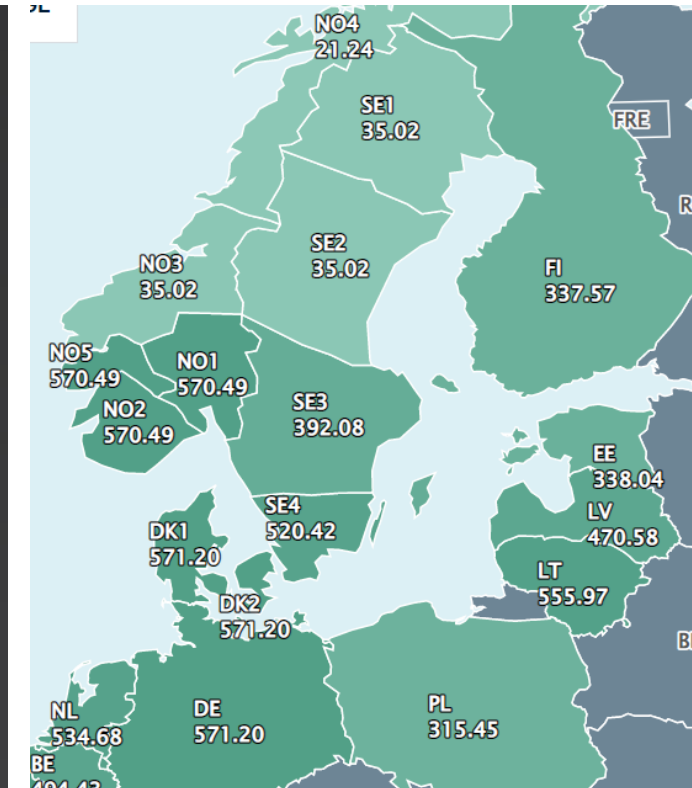 NO4
21.24
SE1
35.02
FRE
SE2
35.02
NO3
35.02
FI
337.57
NO5
570.49
NO1
570.49
NO2
570.49
SE3
392.08
EE
338.04
SE4
520.42
LV
470.58
DK1
571.20
LT
555.97
DK2
571.20
NL
534.68
DE
571.20
PL
315.45
BE